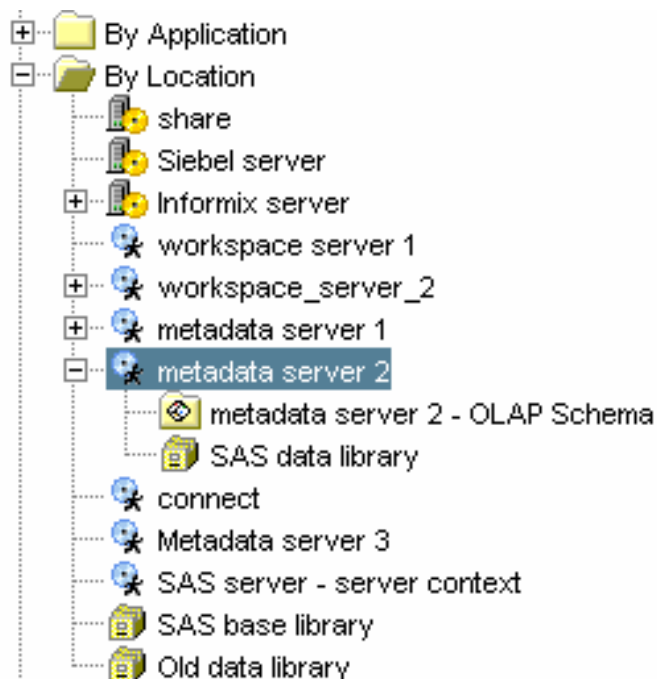 By Application
By Location
share
Siebel server
Informix server
workspace server 1
workspace_server_2
metadata server 1
metadata server 2
metadata server 2 - OLAP Schema
SAS data library
connect
Metadata server 3
SAS server - server context
SAS base library
Old data library